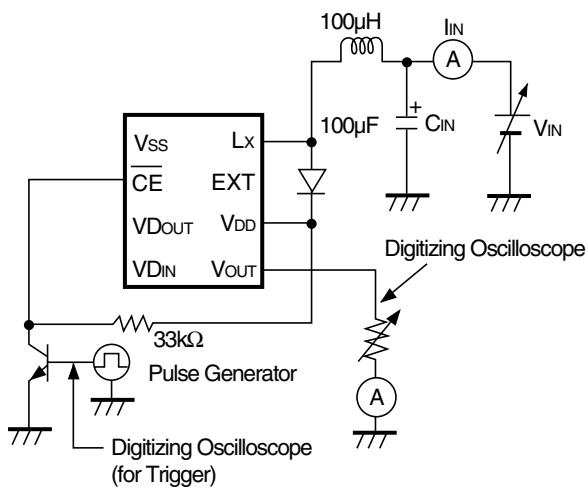 100µH
IIN
A
100µF
+
CIN
VIN
VSS
LX
CE
EXT
VDOUT
VDD
VDIN
VOUT
Digitizing Oscilloscope
33kΩ
Pulse Generator
A
Digitizing Oscilloscope
(for Trigger)